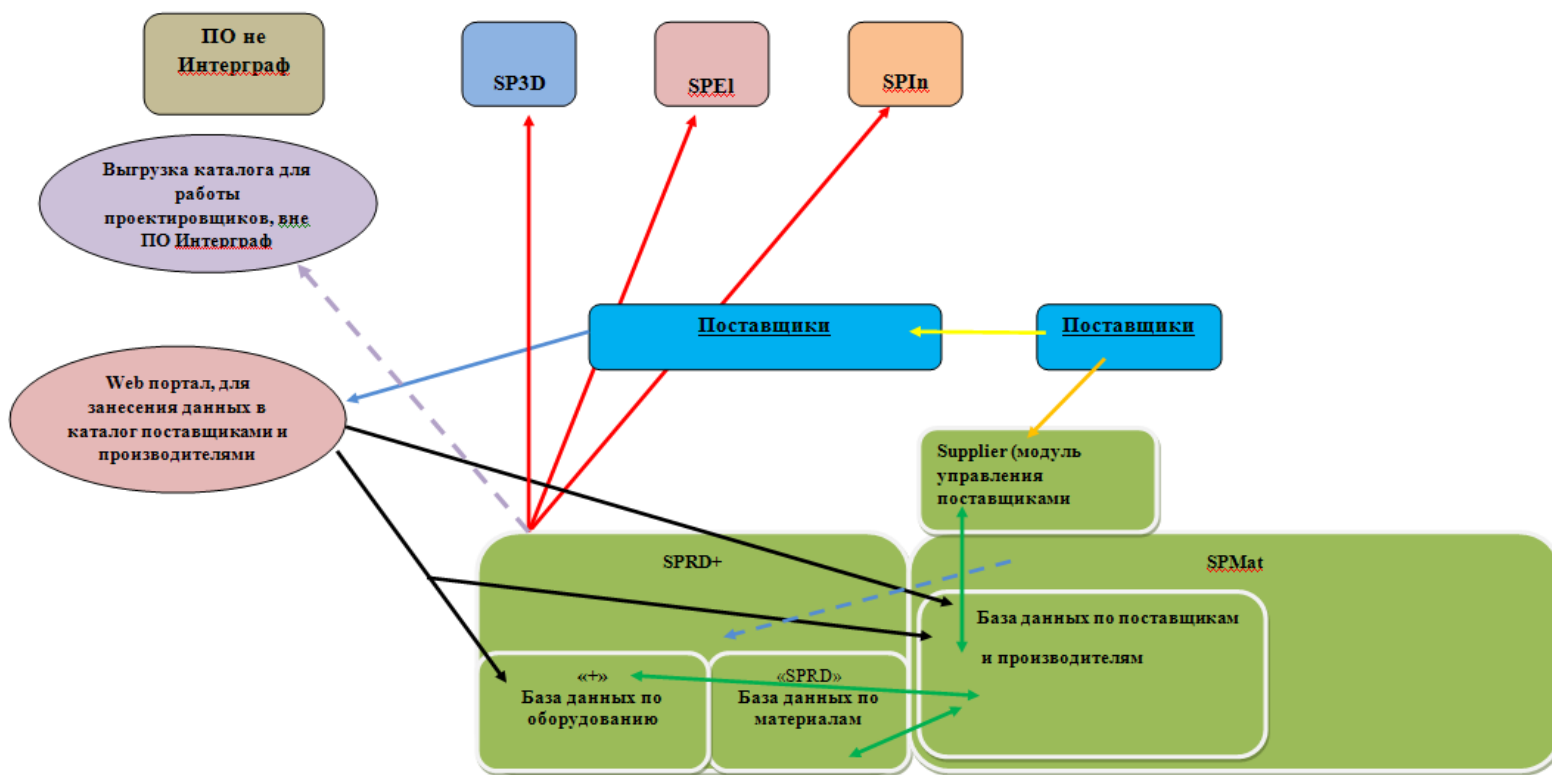 ПО не
Интерграф
SP3D
SPEl
SPIn
Выгрузка каталога для
работы
проектировщиков, вне
ПО Интерграф
Поставщики
Поставщики
Web портал, для
занесения данных в
каталог поставщиками и
производителями
Supplier (модуль
управления
поставщиками
SPRD+
SPMat
База данных по поставщикам
и производителям
«+»
База данных по
оборудованию
«SPRD»
База данных по
материалам